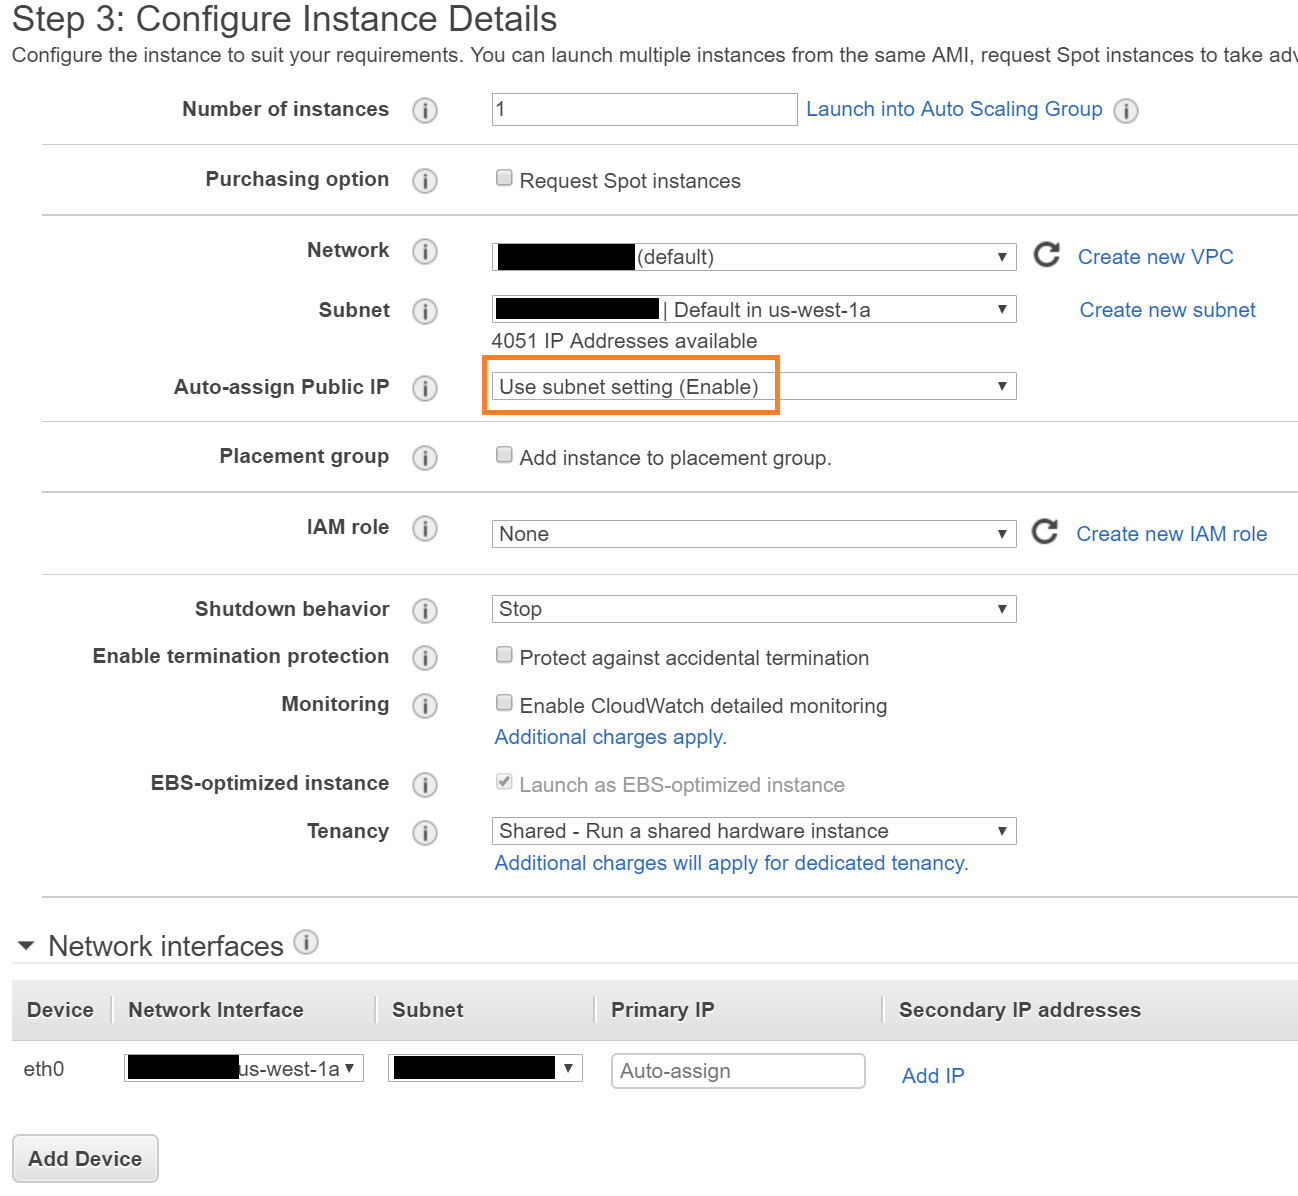 Step 3: Configure Instance Details
Configure the instance to suit your requirements. You can launch multiple instances from the same AMI, request Spot instances to take adv
Number of instances i 1 Launch into Auto Scaling Group i
Purchasing option i Request Spot instances
Network i (default) Create new VPC
Subnet i | Default in us-west-1a Create new subnet
4051 IP Addresses available
Auto-assign Public IP i Use subnet setting (Enable)
Placement group i Add instance to placement group.
IAM role i None Create new IAM role
Shutdown behavior i Stop
Enable termination protection i Protect against accidental termination
Monitoring i Enable CloudWatch detailed monitoring
Additional charges apply.
EBS-optimized instance i Launch as EBS-optimized instance
Tenancy i Shared - Run a shared hardware instance
Additional charges will apply for dedicated tenancy.
Network interfaces i
Device Network Interface Subnet Primary IP Secondary IP addresses
eth0 us-west-1a Auto-assign Add IP
Add Device